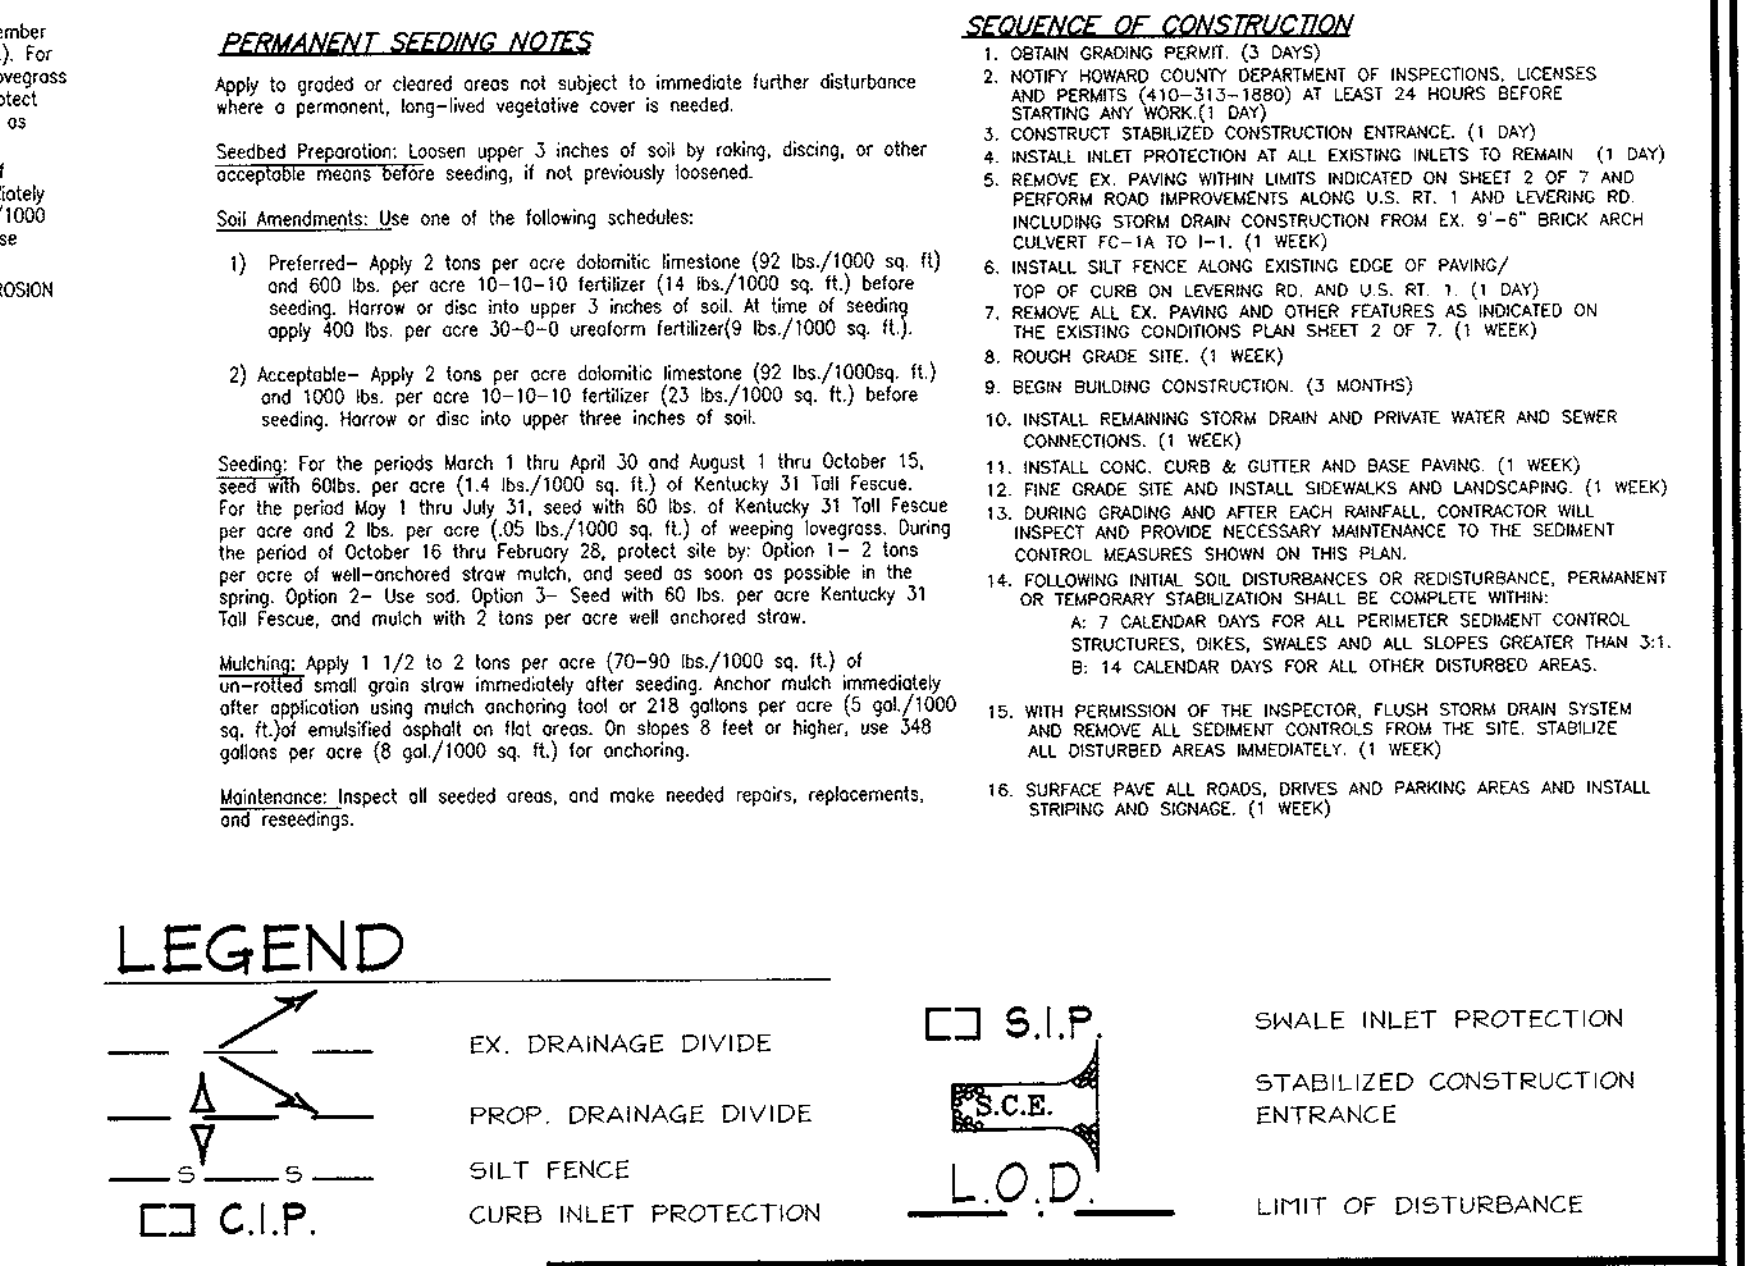 ember
.). For
ovegrass
otect
as
f
iately
/1000
se
ROSION
PERMANENT SEEDING NOTES
Apply to graded or cleared areas not subject to immediate further disturbance
where a permanent, long-lived vegetative cover is needed.
Seedbed Preparation: Loosen upper 3 inches of soil by raking, discing, or other
acceptable means before seeding, if not previously loosened.
Soil Amendments: Use one of the following schedules:
1) Preferred- Apply 2 tons per acre dolomitic limestone (92 lbs./1000 sq. ft)
and 600 lbs. per acre 10-10-10 fertilizer (14 lbs./1000 sq. ft.) before
seeding. Harrow or disc into upper 3 inches of soil. At time of seeding
apply 400 lbs. per acre 30-0-0 ureaform fertilizer(9 lbs./1000 sq. ft.).
2) Acceptable- Apply 2 tons per acre dolomitic limestone (92 lbs./1000sq. ft.)
and 1000 lbs. per acre 10-10-10 fertilizer (23 lbs./1000 sq. ft.) before
seeding. Harrow or disc into upper three inches of soil.
Seeding: For the periods March 1 thru April 30 and August 1 thru October 15,
seed with 60lbs. per acre (1.4 lbs./1000 sq. ft.) of Kentucky 31 Tall Fescue.
For the period May 1 thru July 31, seed with 60 lbs. of Kentucky 31 Tall Fescue
per acre and 2 lbs. per acre (.05 lbs./1000 sq. ft.) of weeping lovegrass. During
the period of October 16 thru February 28, protect site by: Option 1- 2 tons
per acre of well-anchored straw mulch, and seed as soon as possible in the
spring. Option 2- Use sod. Option 3- Seed with 60 lbs. per acre Kentucky 31
Tall Fescue, and mulch with 2 tons per acre well anchored straw.
Mulching: Apply 1 1/2 to 2 tons per acre (70-90 lbs./1000 sq. ft.) of
un-rotted small grain straw immediately after seeding. Anchor mulch immediately
after application using mulch anchoring tool or 218 gallons per acre (5 gal./1000
sq. ft.)of emulsified asphalt on flat areas. On slopes 8 feet or higher, use 348
gallons per acre (8 gal./1000 sq. ft.) for anchoring.
Maintenance: Inspect all seeded areas, and make needed repairs, replacements,
and reseedings.
SEQUENCE OF CONSTRUCTION
1. OBTAIN GRADING PERMIT. (3 DAYS)
2. NOTIFY HOWARD COUNTY DEPARTMENT OF INSPECTIONS, LICENSES
AND PERMITS (410-313-1880) AT LEAST 24 HOURS BEFORE
STARTING ANY WORK.(1 DAY)
3. CONSTRUCT STABILIZED CONSTRUCTION ENTRANCE. (1 DAY)
4. INSTALL INLET PROTECTION AT ALL EXISTING INLETS TO REMAIN (1 DAY)
5. REMOVE EX. PAVING WITHIN LIMITS INDICATED ON SHEET 2 OF 7 AND
PERFORM ROAD IMPROVEMENTS ALONG U.S. RT. 1 AND LEVERING RD.
INCLUDING STORM DRAIN CONSTRUCTION FROM EX. 9'-6" BRICK ARCH
CULVERT FC-1A TO I-1. (1 WEEK)
6. INSTALL SILT FENCE ALONG EXISTING EDGE OF PAVING/
TOP OF CURB ON LEVERING RD. AND U.S. RT. 1. (1 DAY)
7. REMOVE ALL EX. PAVING AND OTHER FEATURES AS INDICATED ON
THE EXISTING CONDITIONS PLAN SHEET 2 OF 7. (1 WEEK)
8. ROUGH GRADE SITE. (1 WEEK)
9. BEGIN BUILDING CONSTRUCTION. (3 MONTHS)
10. INSTALL REMAINING STORM DRAIN AND PRIVATE WATER AND SEWER
CONNECTIONS. (1 WEEK)
11. INSTALL CONC. CURB & GUTTER AND BASE PAVING. (1 WEEK)
12. FINE GRADE SITE AND INSTALL SIDEWALKS AND LANDSCAPING. (1 WEEK)
13. DURING GRADING AND AFTER EACH RAINFALL, CONTRACTOR WILL
INSPECT AND PROVIDE NECESSARY MAINTENANCE TO THE SEDIMENT
CONTROL MEASURES SHOWN ON THIS PLAN.
14. FOLLOWING INITIAL SOIL DISTURBANCES OR REDISTURBANCE, PERMANENT
OR TEMPORARY STABILIZATION SHALL BE COMPLETE WITHIN:
A: 7 CALENDAR DAYS FOR ALL PERIMETER SEDIMENT CONTROL
STRUCTURES, DIKES, SWALES AND ALL SLOPES GREATER THAN 3:1.
B: 14 CALENDAR DAYS FOR ALL OTHER DISTURBED AREAS.
15. WITH PERMISSION OF THE INSPECTOR, FLUSH STORM DRAIN SYSTEM
AND REMOVE ALL SEDIMENT CONTROLS FROM THE SITE. STABILIZE
ALL DISTURBED AREAS IMMEDIATELY. (1 WEEK)
16. SURFACE PAVE ALL ROADS, DRIVES AND PARKING AREAS AND INSTALL
STRIPING AND SIGNAGE. (1 WEEK)
LEGEND
EX. DRAINAGE DIVIDE
PROP. DRAINAGE DIVIDE
S S SILT FENCE
C.I.P. CURB INLET PROTECTION
S.I.P. SWALE INLET PROTECTION
S.C.E. STABILIZED CONSTRUCTION
ENTRANCE
L.O.D. LIMIT OF DISTURBANCE